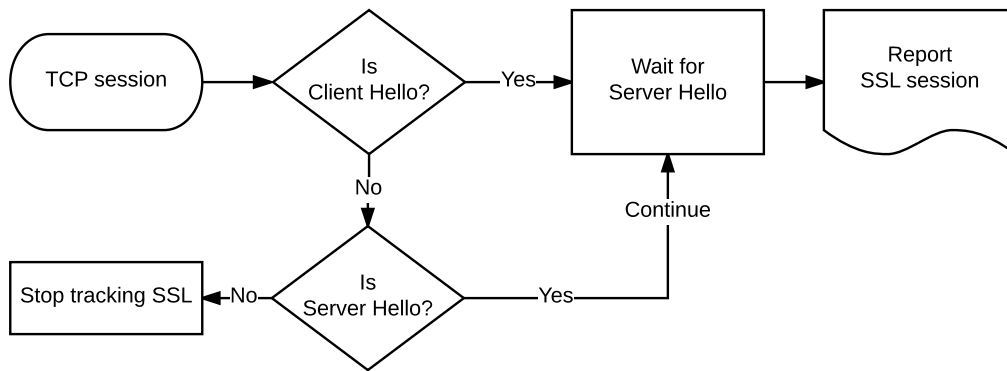 TCP session
Is
Client Hello?
Yes
Wait for
Server Hello
Report
SSL session
No
Continue
Stop tracking SSL
No
Is
Server Hello?
Yes